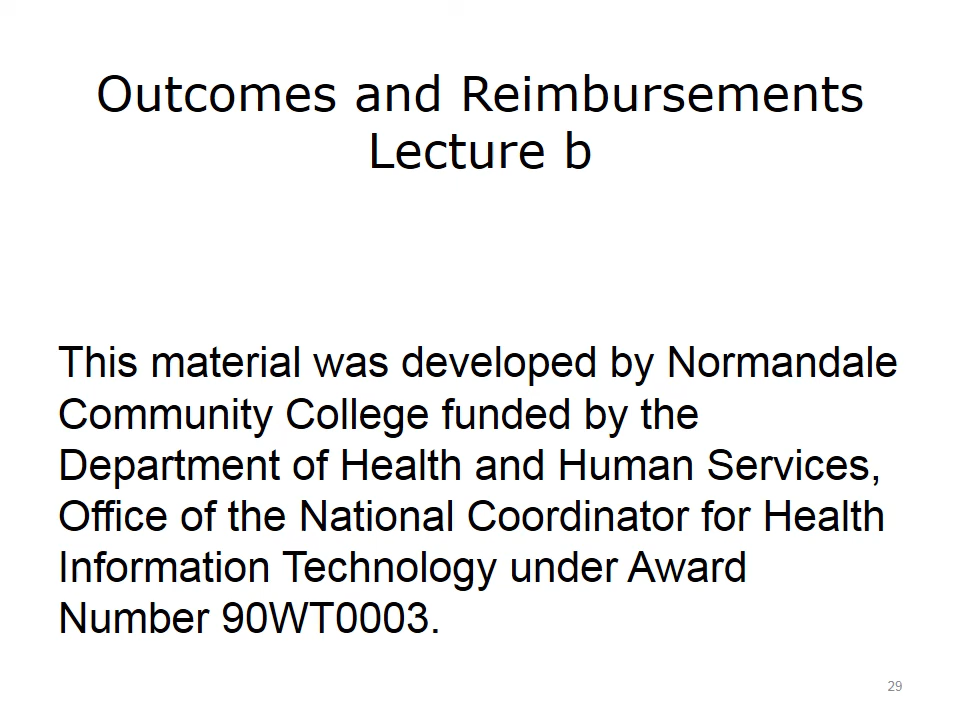 Outcomes and Reimbursements
Lecture b
This material was developed by Normandale
Community College funded by the
Department of Health and Human Services,
Office of the National Coordinator for Health
Information Technology under Award
Number 90WT0003.
29